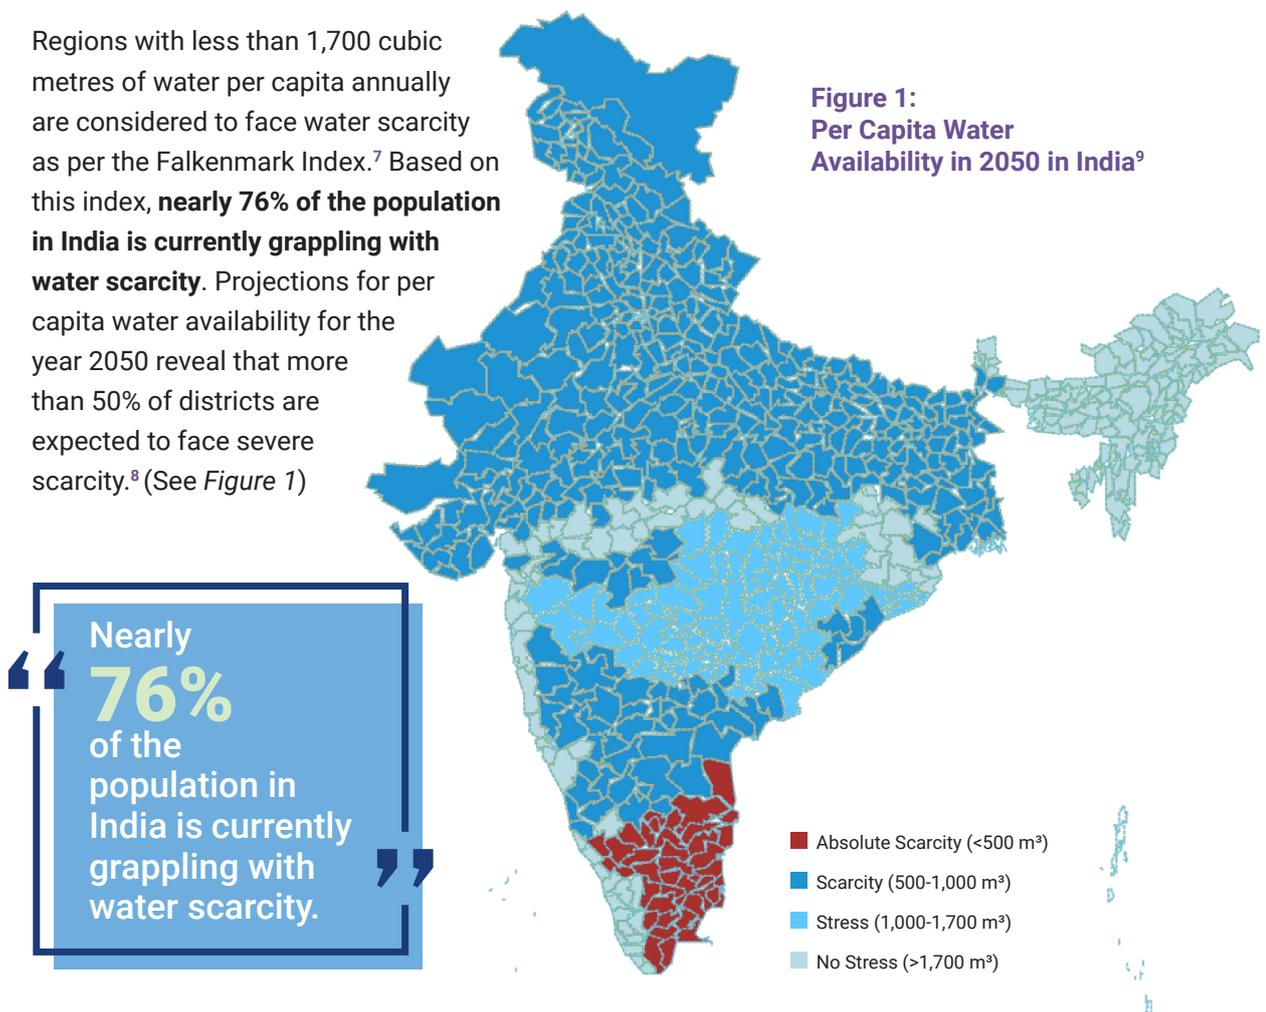 Regions with less than 1,700 cubic
metres of water per capita annually
are considered to face water scarcity
as per the Falkenmark Index.⁷ Based on
this index, nearly 76% of the population
in India is currently grappling with
water scarcity. Projections for per
capita water availability for the
year 2050 reveal that more
than 50% of districts are
expected to face severe
scarcity.⁸ (See Figure 1)
Figure 1:
Per Capita Water
Availability in 2050 in India⁹
“
Nearly
76%
of the
population in
India is currently
grappling with
water scarcity.
”
Absolute Scarcity (<500 m³)
Scarcity (500-1,000 m³)
Stress (1,000-1,700 m³)
No Stress (>1,700 m³)